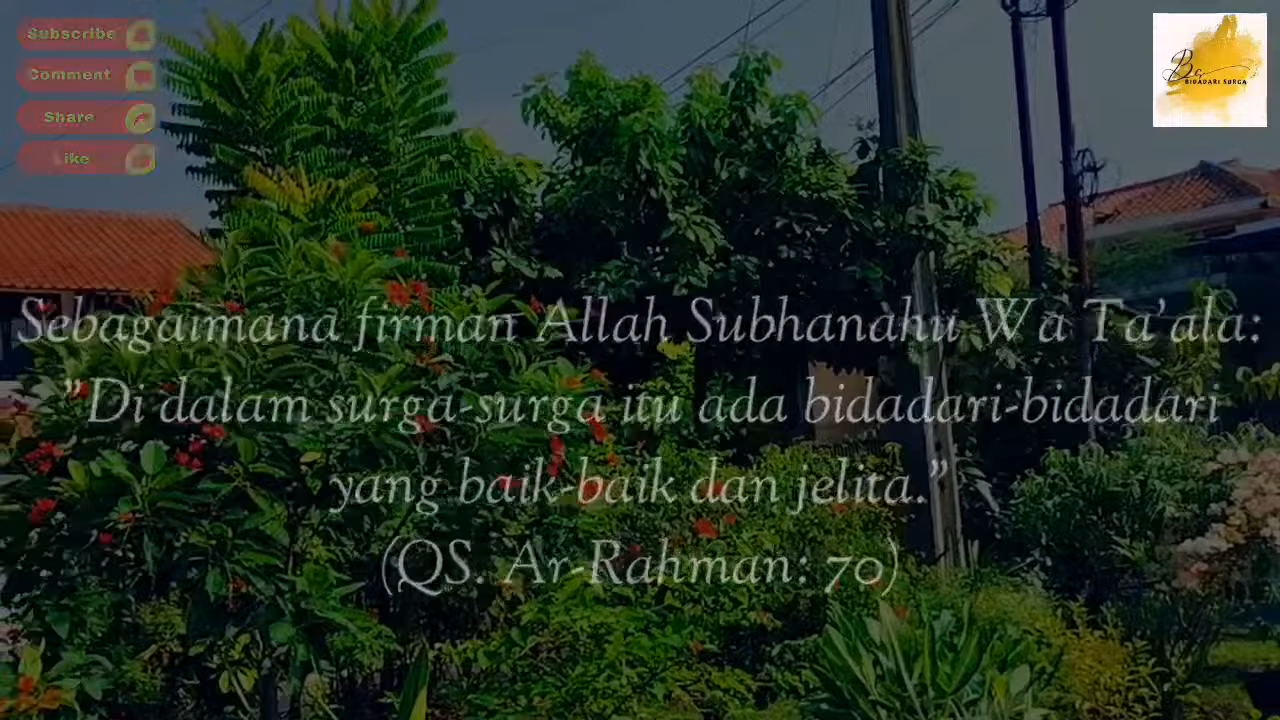 Subscribe
Comment
Share
Like
Bs
BIDADARI SURGA
Sebagaimana firman Allah Subhanahu Wa Ta'ala:
"Di dalam surga-surga itu ada bidadari-bidadari
yang baik-baik dan jelita."
(QS. Ar-Rahman: 70)